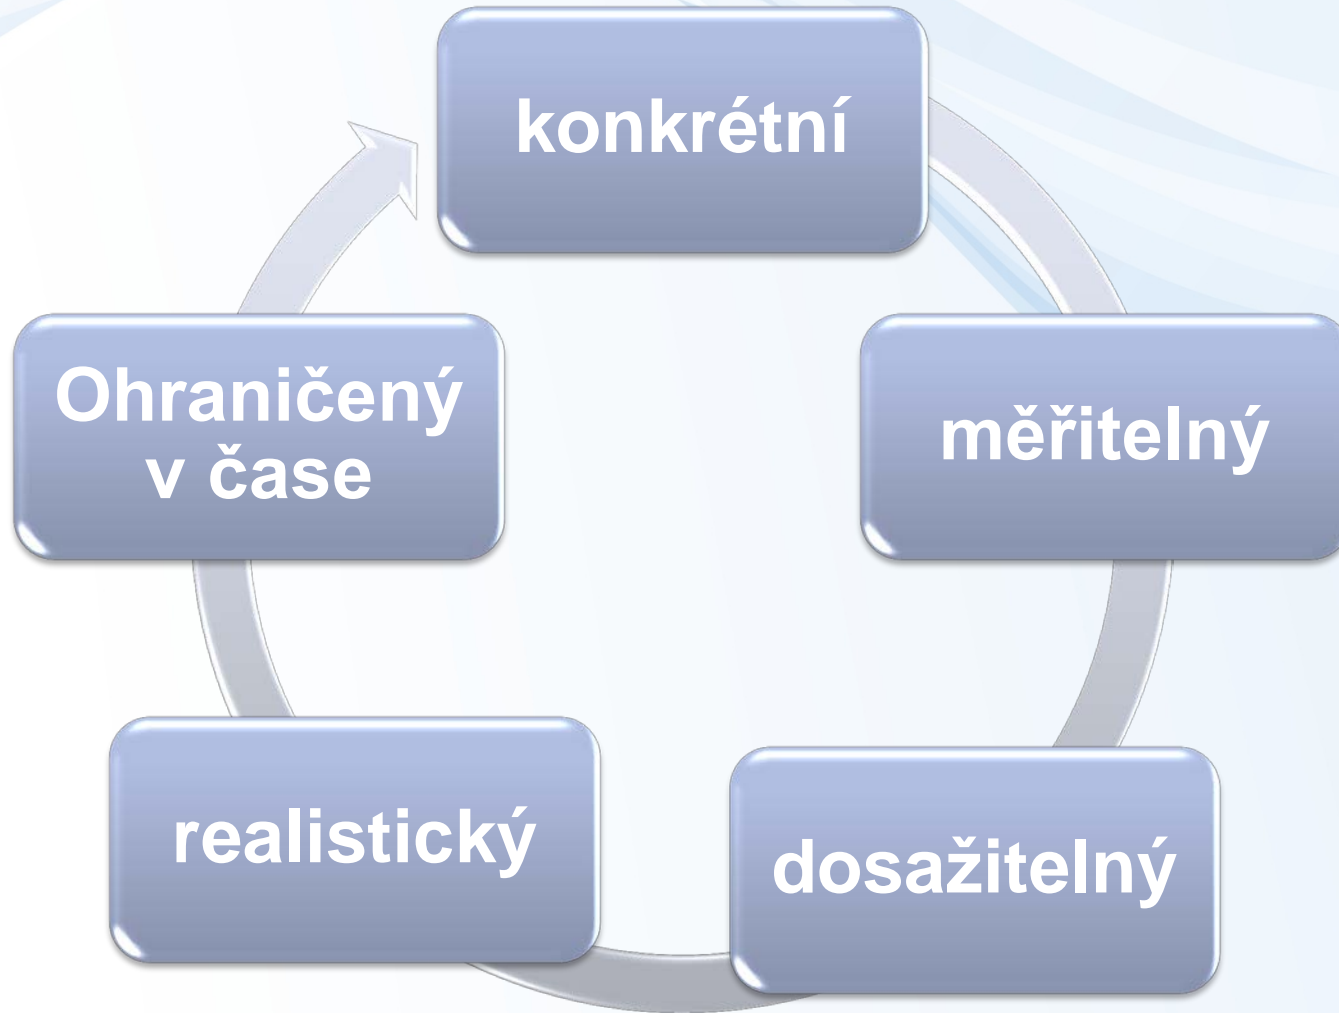 konkrétní
měřitelný
dosažitelný
realistický
Ohraničený
v čase